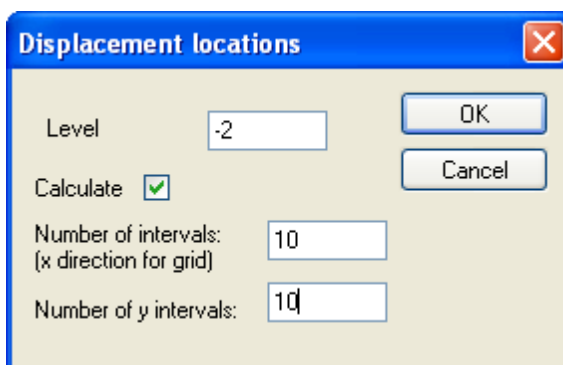 Displacement locations
Level
-2
OK
Calculate
Cancel
Number of intervals:
(x direction for grid)
10
Number of y intervals:
10